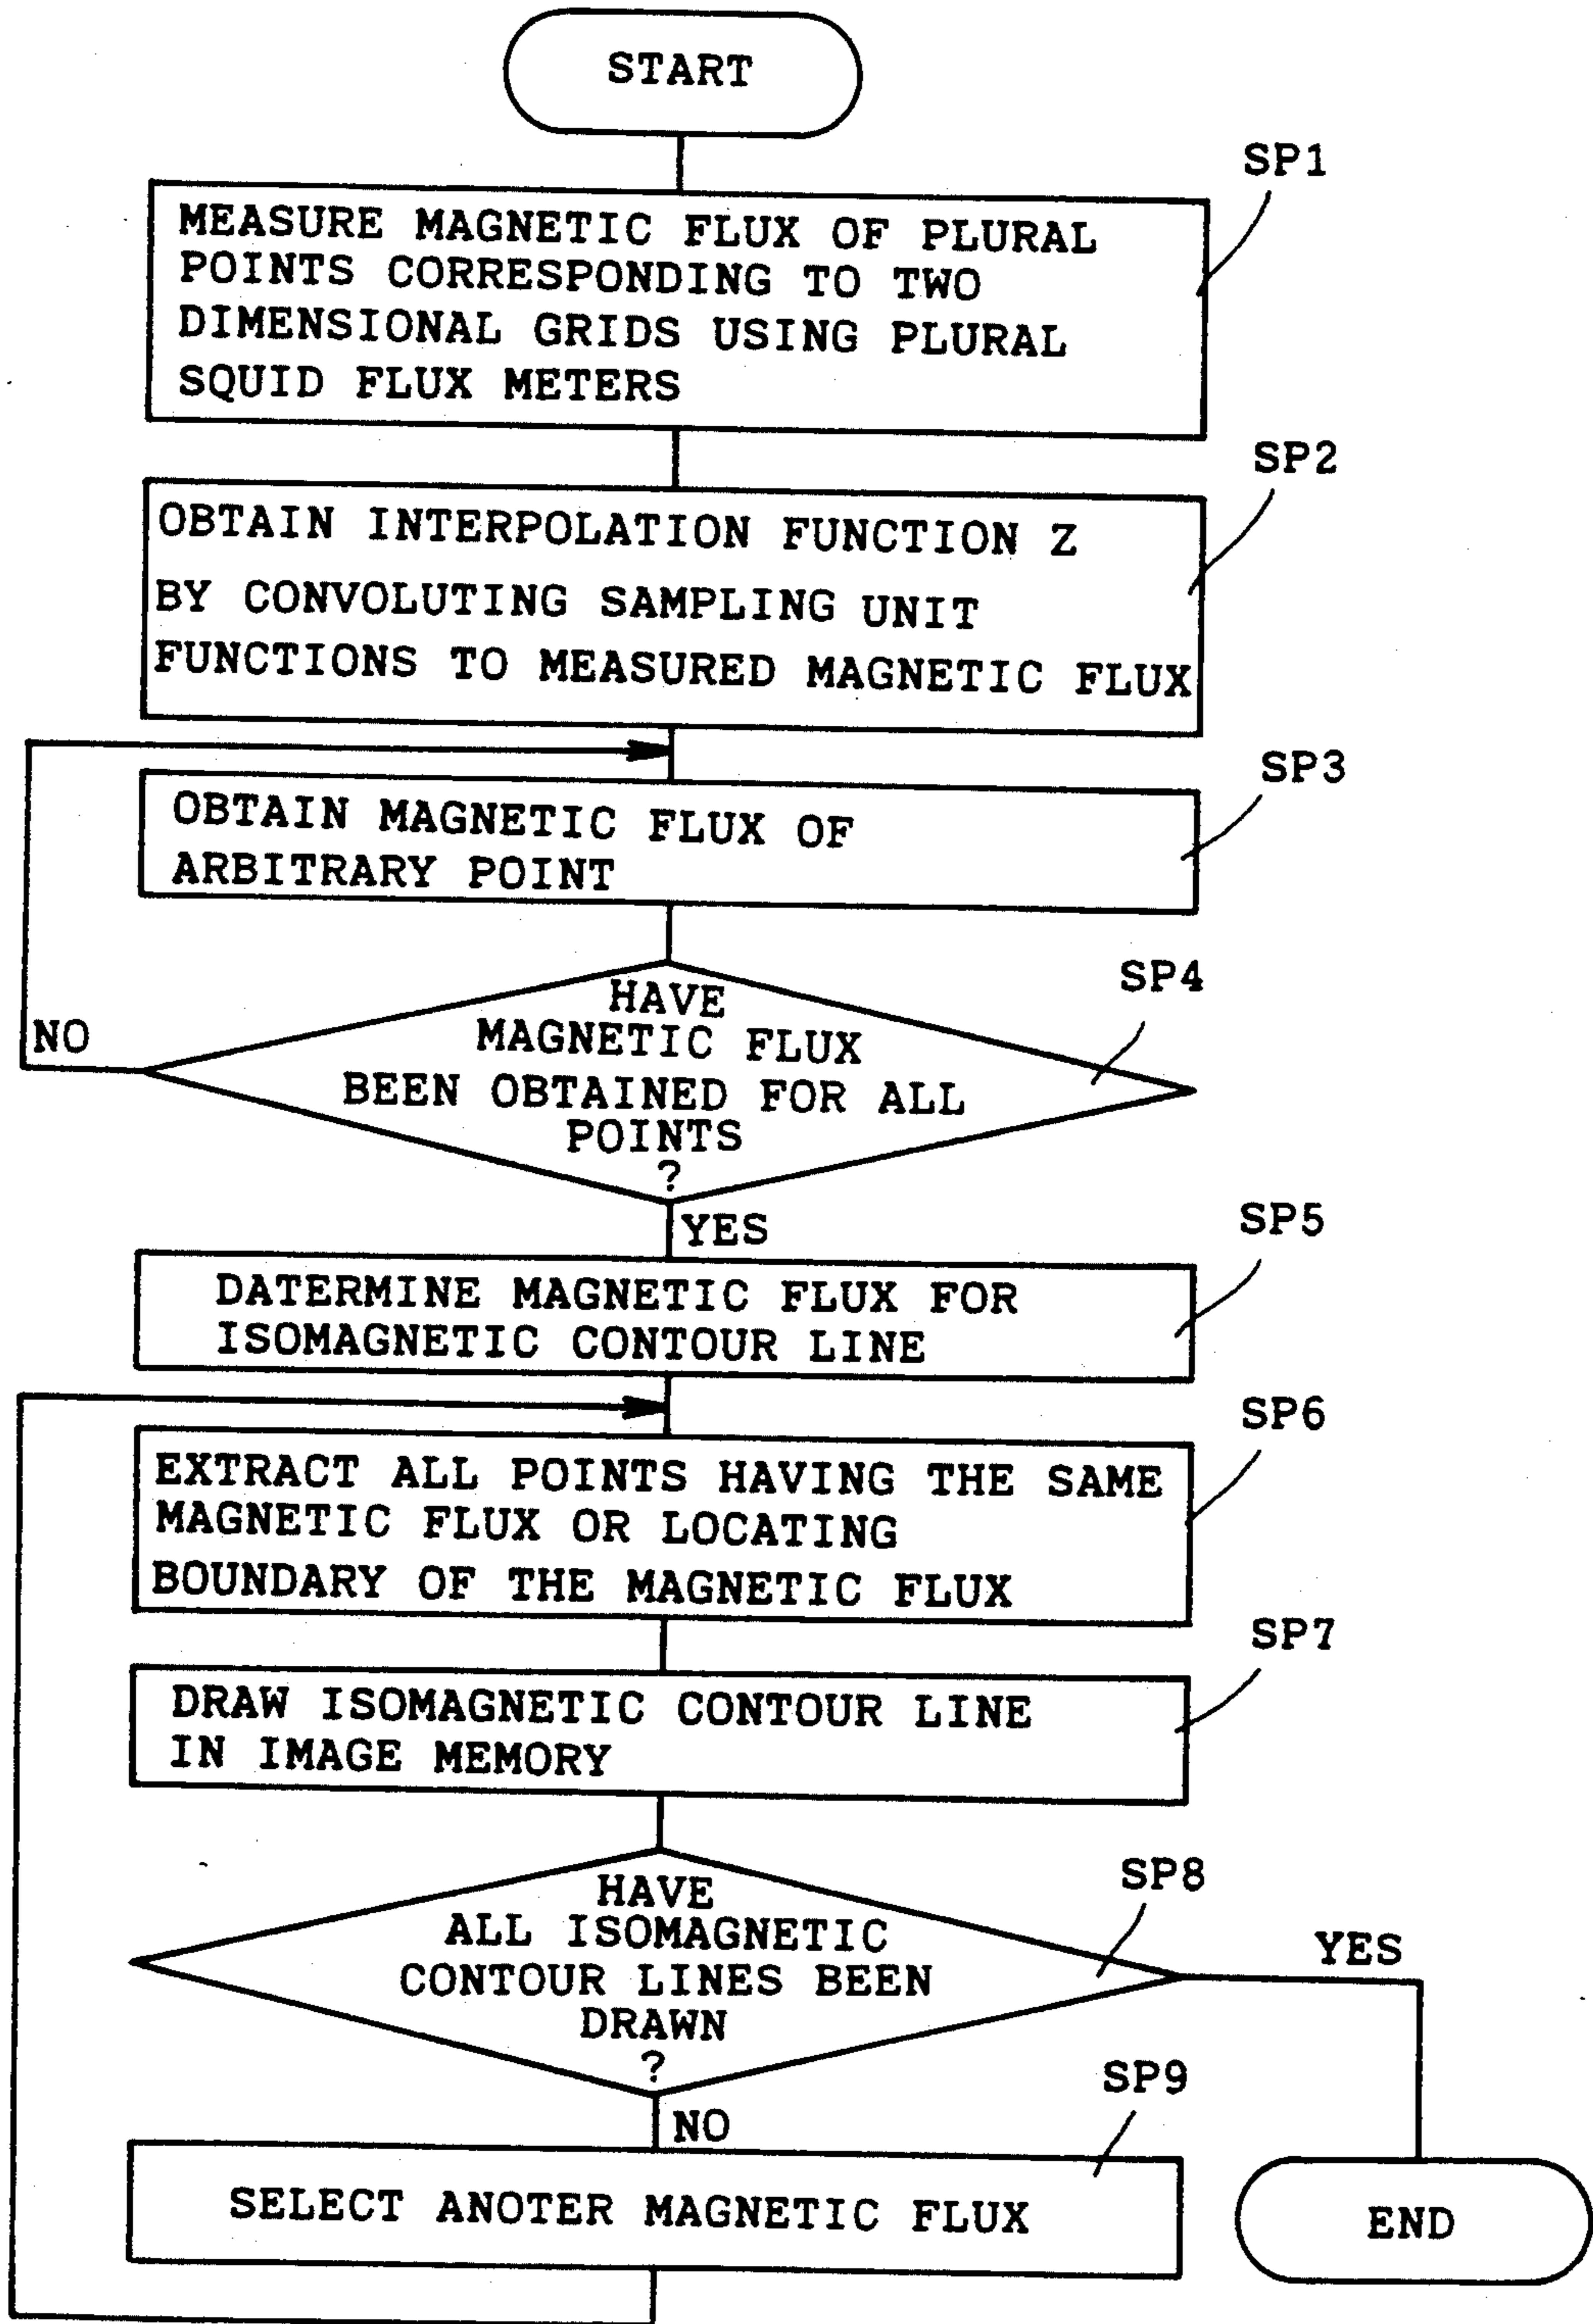 START
SP1
MEASURE MAGNETIC FLUX OF PLURAL
POINTS CORRESPONDING TO TWO
DIMENSIONAL GRIDS USING PLURAL
SQUID FLUX METERS
SP2
OBTAIN INTERPOLATION FUNCTION Z
BY CONVOLUTING SAMPLING UNIT
FUNCTIONS TO MEASURED MAGNETIC FLUX
SP3
OBTAIN MAGNETIC FLUX OF
ARBITRARY POINT
SP4
HAVE
MAGNETIC FLUX
BEEN OBTAINED FOR ALL
POINTS
?
NO
YES
SP5
DATERMINE MAGNETIC FLUX FOR
ISOMAGNETIC CONTOUR LINE
SP6
EXTRACT ALL POINTS HAVING THE SAME
MAGNETIC FLUX OR LOCATING
BOUNDARY OF THE MAGNETIC FLUX
SP7
DRAW ISOMAGNETIC CONTOUR LINE
IN IMAGE MEMORY
SP8
HAVE
ALL ISOMAGNETIC
CONTOUR LINES BEEN
DRAWN
?
YES
NO
SP9
SELECT ANOTER MAGNETIC FLUX
END